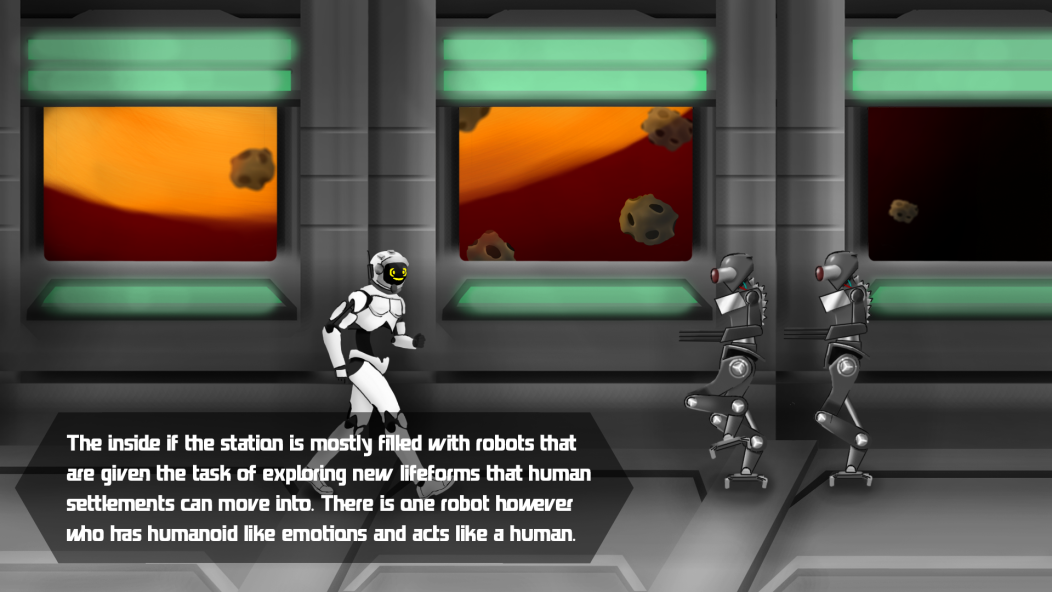 The inside if the station is mostly filled with robots that
are given the task of exploring new lifeforms that human
settlements can move into. There is one robot however
who has humanoid like emotions and acts like a human.